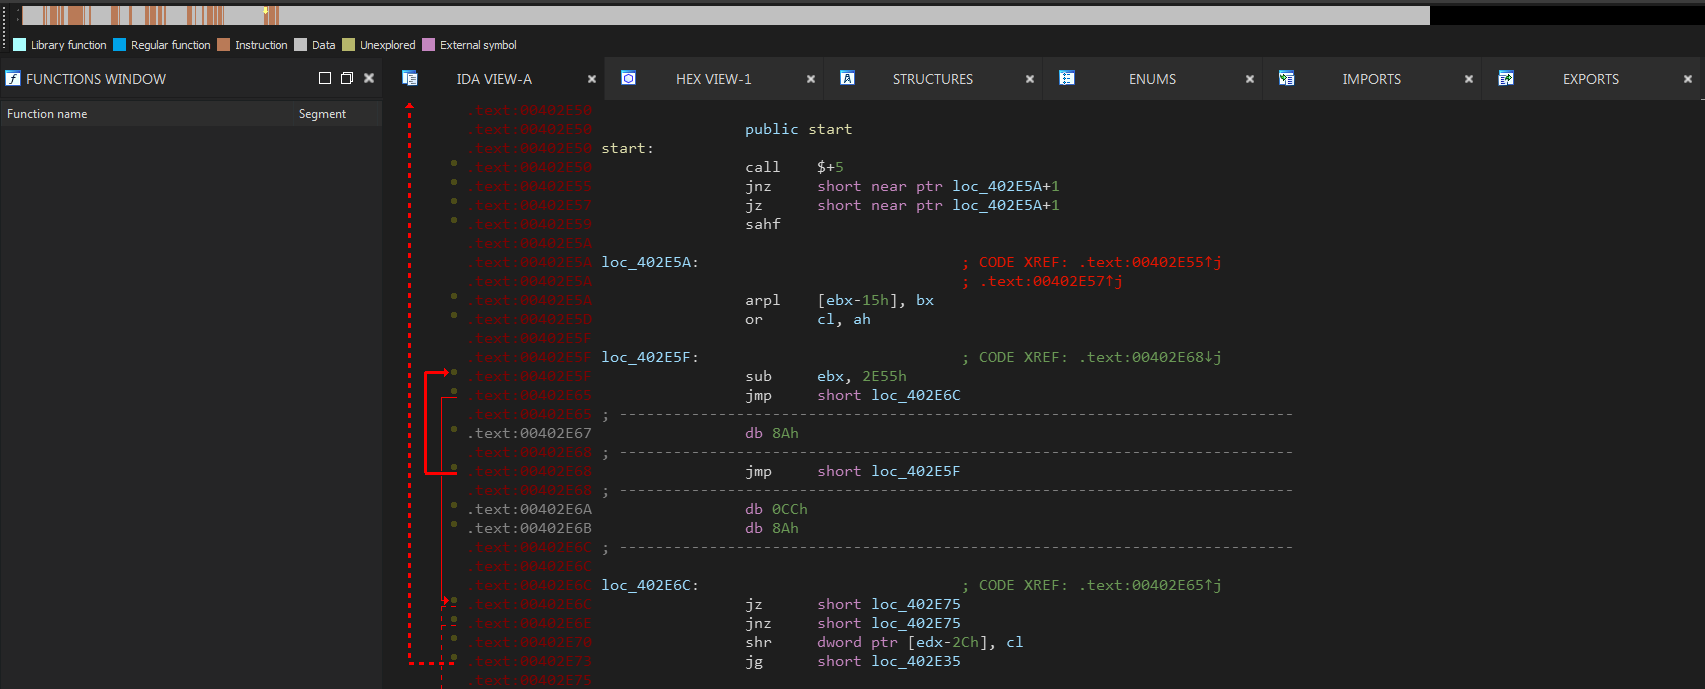 Library function Regular function Instruction Data Unexplored External symbol
FUNCTIONS WINDOW IDA VIEW-A HEX VIEW-1 STRUCTURES ENUMS IMPORTS EXPORTS
Function name Segment
.text:00402E50
.text:00402E50 public start
.text:00402E50 start:
.text:00402E50 call $+5
.text:00402E55 jnz short near ptr loc_402E5A+1
.text:00402E57 jz short near ptr loc_402E5A+1
.text:00402E59 sahf
.text:00402E5A
.text:00402E5A loc_402E5A: ; CODE XREF: .text:00402E55↑j
.text:00402E5A ; .text:00402E57↑j
.text:00402E5A arpl [ebx-15h], bx
.text:00402E5D or cl, ah
.text:00402E5F
.text:00402E5F loc_402E5F: ; CODE XREF: .text:00402E68↓j
.text:00402E5F sub ebx, 2E55h
.text:00402E65 jmp short loc_402E6C
.text:00402E65 ; ---------------------------------------------------------------------------
.text:00402E67 db 8Ah
.text:00402E68 ; ---------------------------------------------------------------------------
.text:00402E68 jmp short loc_402E5F
.text:00402E68 ; ---------------------------------------------------------------------------
.text:00402E6A db 0CCh
.text:00402E6B db 8Ah
.text:00402E6C ; ---------------------------------------------------------------------------
.text:00402E6C
.text:00402E6C loc_402E6C: ; CODE XREF: .text:00402E65↑j
.text:00402E6C jz short loc_402E75
.text:00402E6E jnz short loc_402E75
.text:00402E70 shr dword ptr [edx-2Ch], cl
.text:00402E73 jg short loc_402E35
.text:00402E75